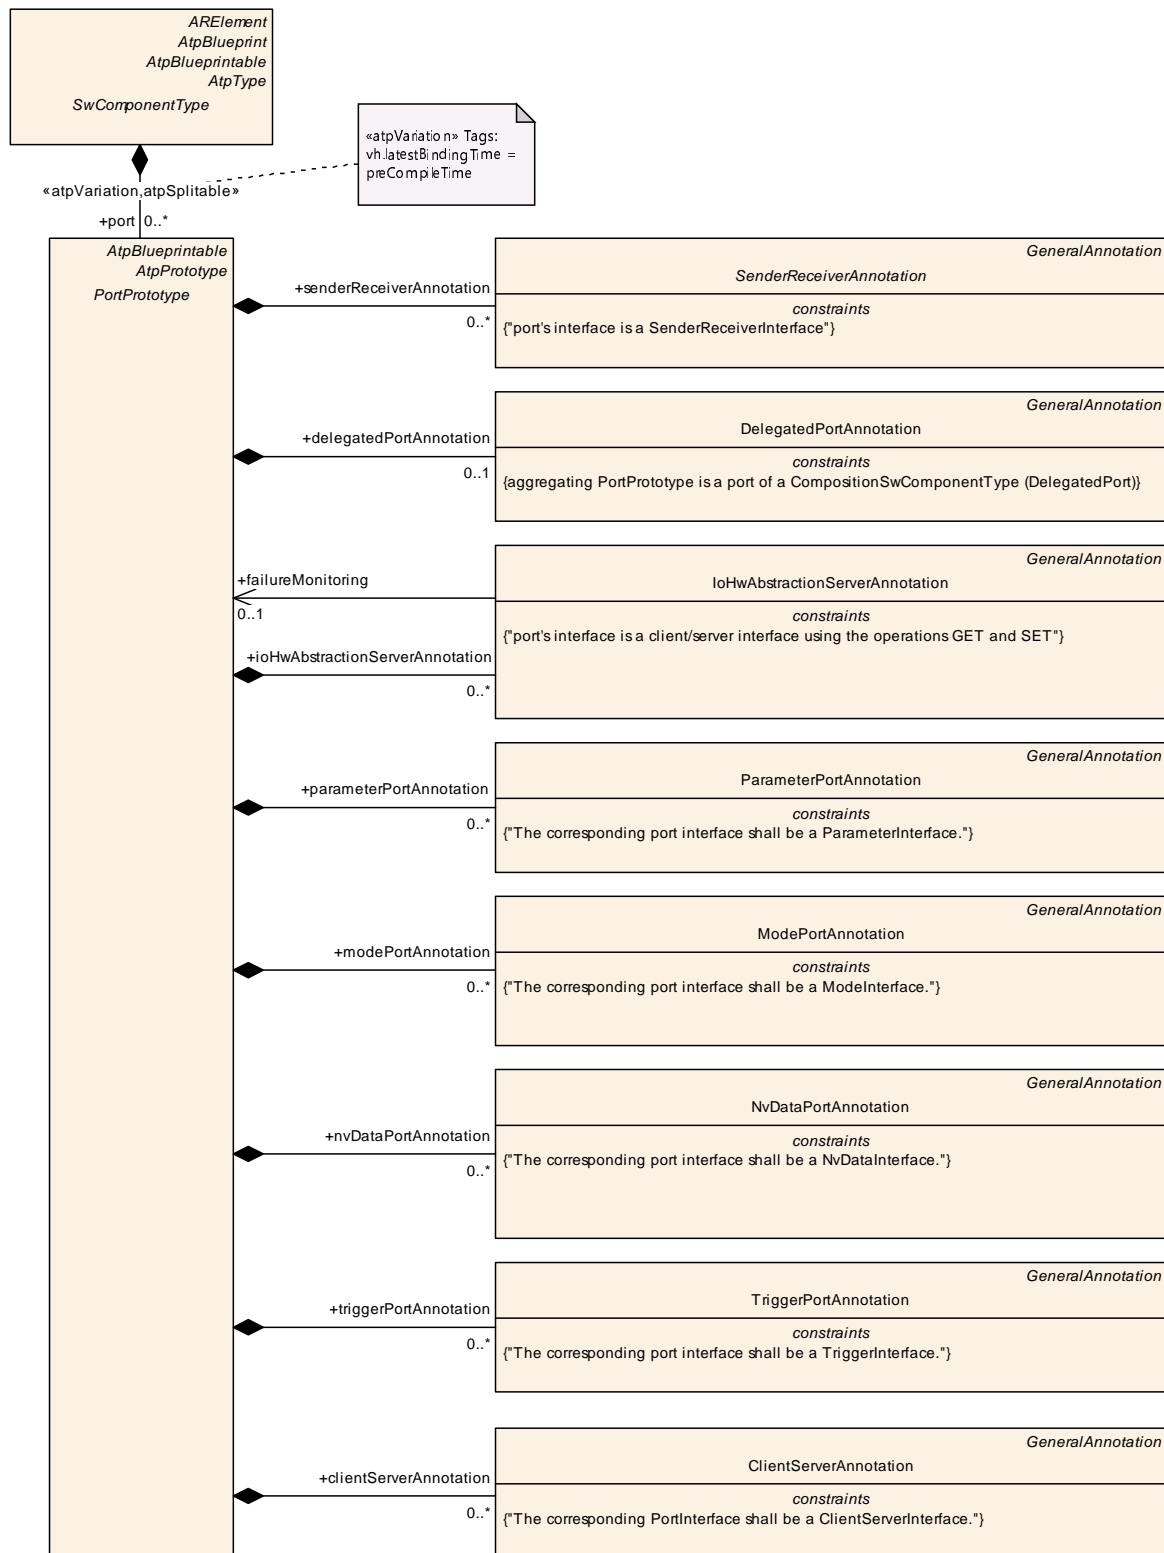 ARElement
AtpBlueprint
AtpBlueprintable
AtpType
SwComponentType
«atpVariation» Tags:
vh.latestBindingTime =
preCompileTime
«atpVariation,atpSplitable»
+port 0..*
AtpBlueprintable
AtpPrototype
PortPrototype
GeneralAnnotation
SenderReceiverAnnotation
+senderReceiverAnnotation
0..*
constraints
{"port's interface is a SenderReceiverInterface"}
GeneralAnnotation
DelegatedPortAnnotation
+delegatedPortAnnotation
0..1
constraints
{aggregating PortPrototype is a port of a CompositionSwComponentType (DelegatedPort)}
GeneralAnnotation
IoHwAbstractionServerAnnotation
+failureMonitoring
0..1
constraints
{"port's interface is a client/server interface using the operations GET and SET"}
+ioHwAbstractionServerAnnotation
0..*
GeneralAnnotation
ParameterPortAnnotation
+parameterPortAnnotation
0..*
constraints
{"The corresponding port interface shall be a ParameterInterface."}
GeneralAnnotation
ModePortAnnotation
+modePortAnnotation
0..*
constraints
{"The corresponding port interface shall be a ModeInterface."}
GeneralAnnotation
NvDataPortAnnotation
+nvDataPortAnnotation
0..*
constraints
{"The corresponding port interface shall be a NvDataInterface."}
GeneralAnnotation
TriggerPortAnnotation
+triggerPortAnnotation
0..*
constraints
{"The corresponding port interface shall be a TriggerInterface."}
GeneralAnnotation
ClientServerAnnotation
+clientServerAnnotation
0..*
constraints
{"The corresponding PortInterface shall be a ClientServerInterface."}